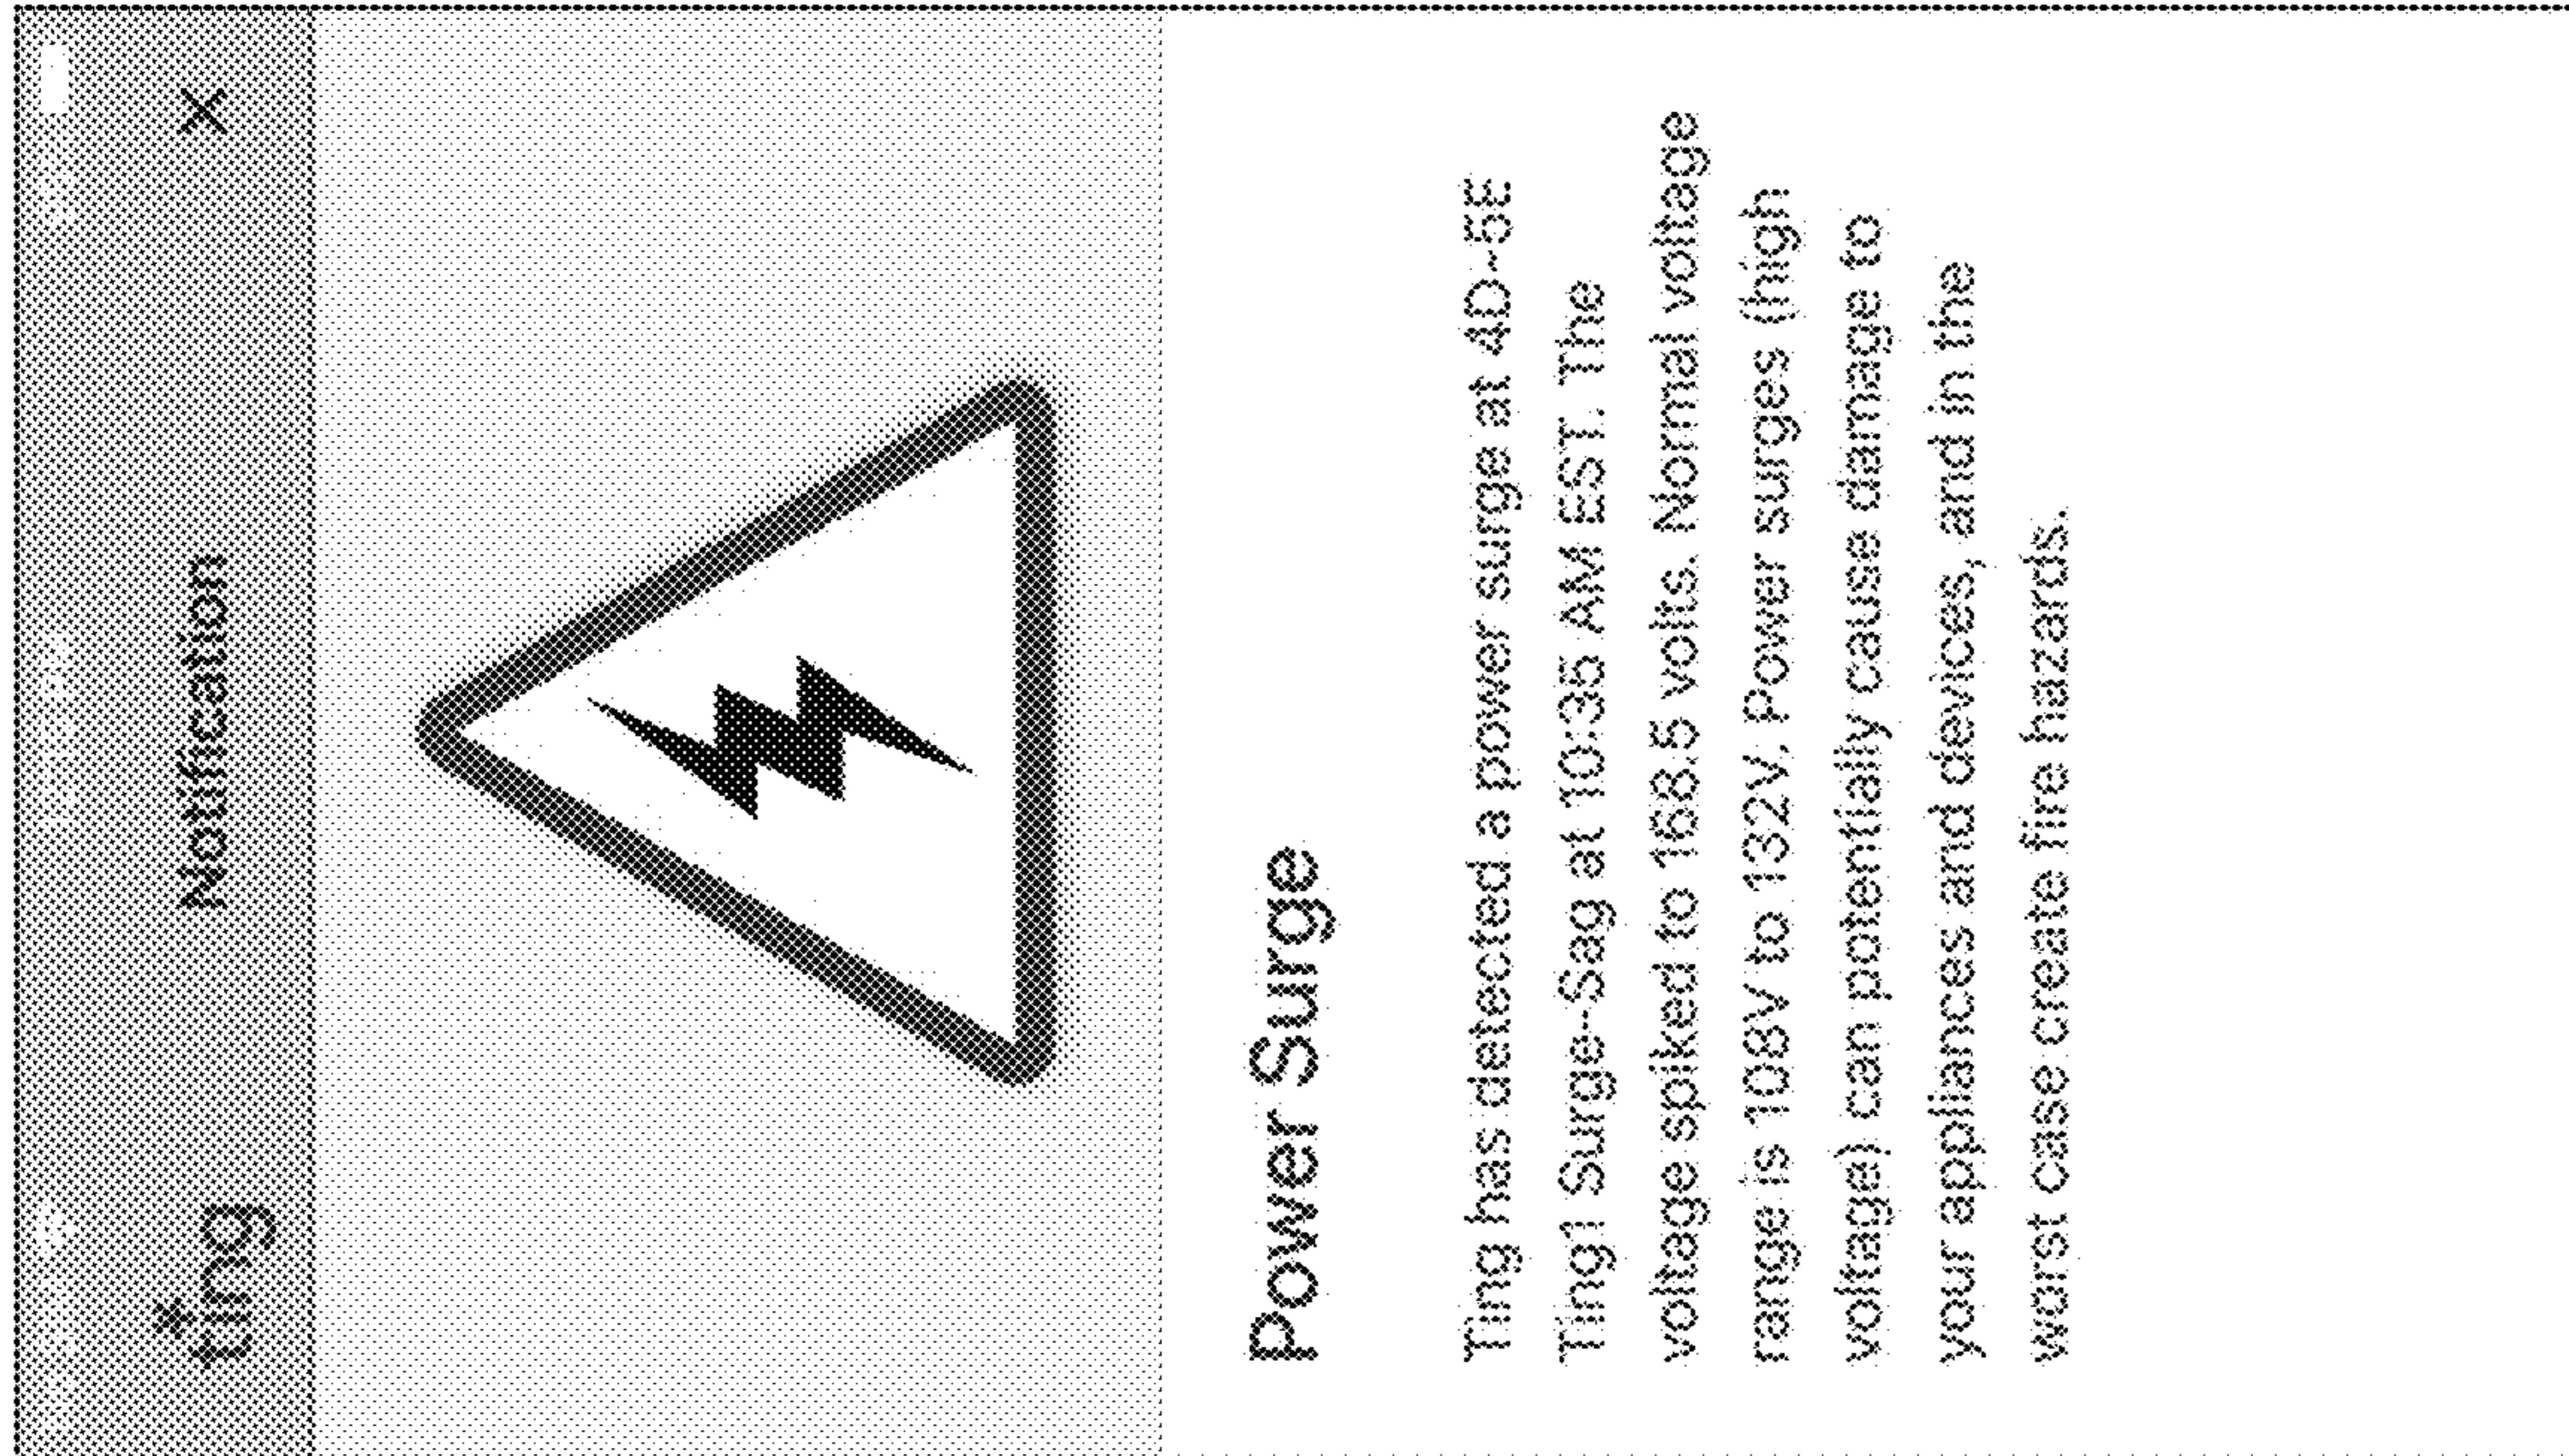 ting Notification X
Power Surge
Ting has detected a power surge at 4D-5E
Ting1 Surge-Sag at 10:35 AM EST. The
voltage spiked to 168.5 volts. Normal voltage
range is 108V to 132V. Power surges (high
voltage) can potentially cause damage to
your appliances and devices, and in the
worst case create fire hazards.